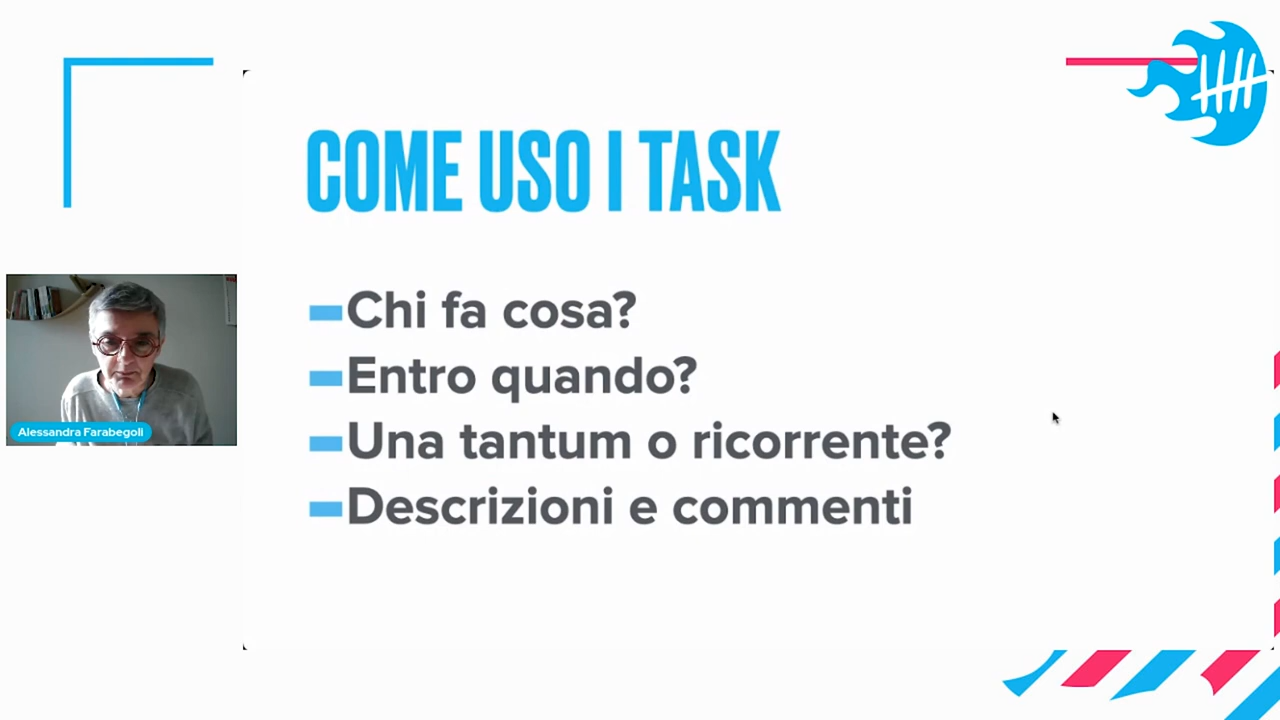 COME USO I TASK
Chi fa cosa?
Entro quando?
Una tantum o ricorrente?
Descrizioni e commenti
Alessandra Farabegoli